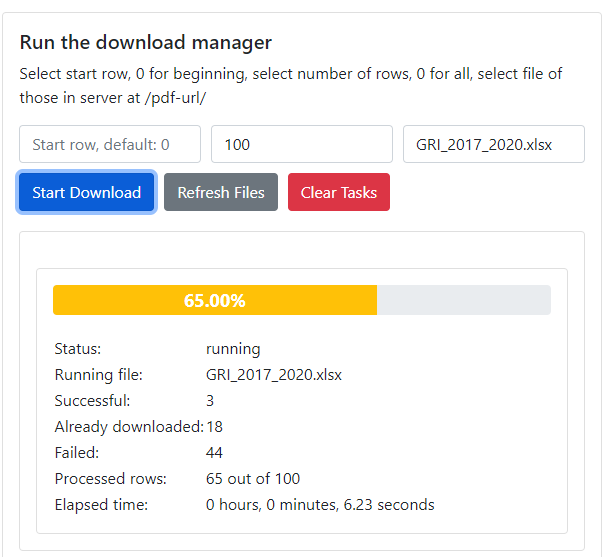 Run the download manager
Select start row, 0 for beginning, select number of rows, 0 for all, select file of
those in server at /pdf-url/
Start row, default: 0 100 GRI_2017_2020.xlsx
Start Download Refresh Files Clear Tasks
65.00%
Status: running
Running file: GRI_2017_2020.xlsx
Successful: 3
Already downloaded: 18
Failed: 44
Processed rows: 65 out of 100
Elapsed time: 0 hours, 0 minutes, 6.23 seconds